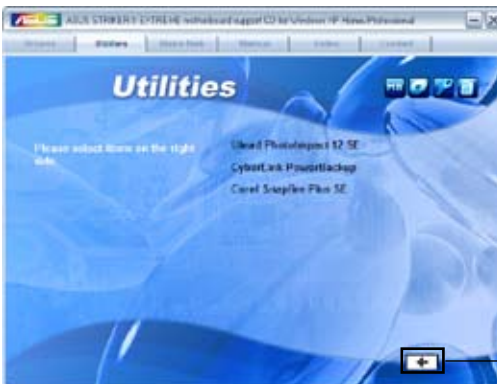 ASUS STRIKER II EXTREME motherboard support CD for Windows XP Home/Professional
Drivers Utilities Make Disk Manual Video Contact
Utilities
Please select items on the right
side.
Ulead PhotoImpact 12 SE
CyberLink PowerBackup
Corel Snapfire Plus SE